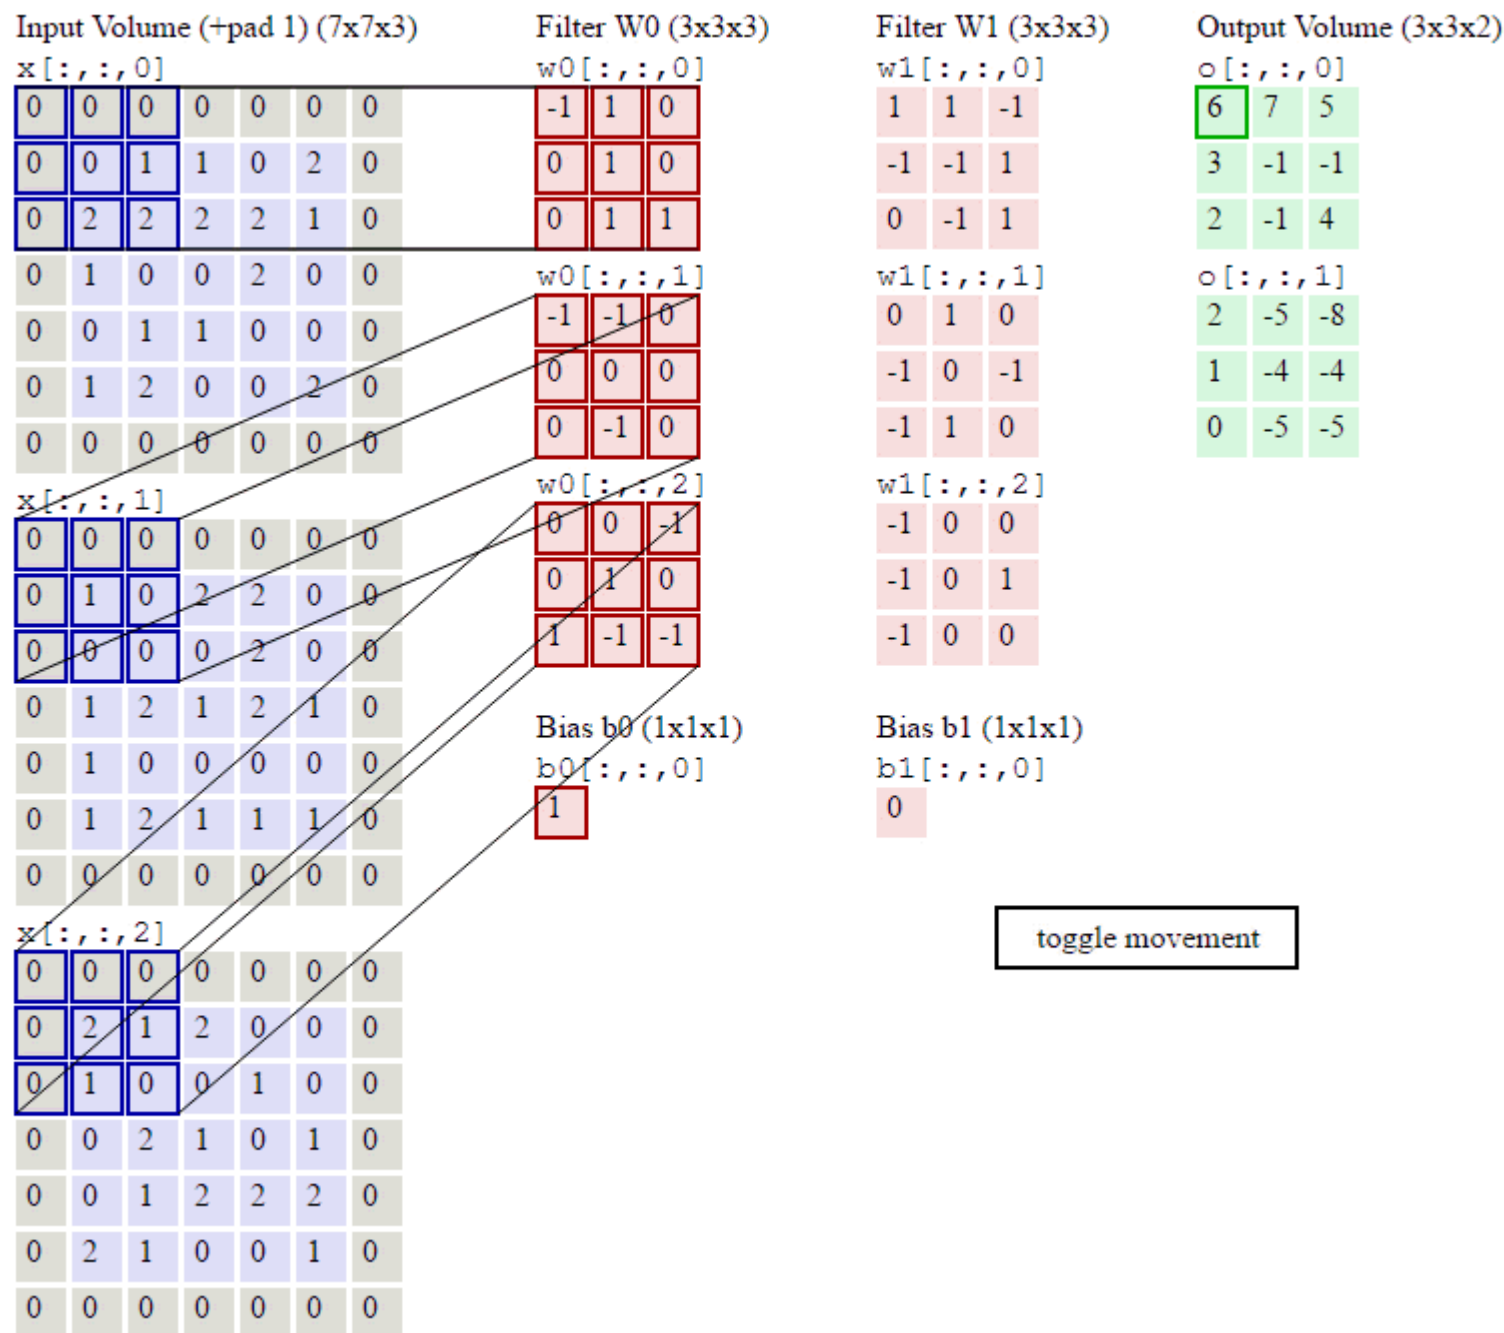 Input Volume (+pad 1) (7x7x3)
x[:,:,0]
0 0 0 0 0 0 0
0 0 1 1 0 2 0
0 2 2 2 2 1 0
0 1 0 0 2 0 0
0 0 1 1 0 0 0
0 1 2 0 0 2 0
0 0 0 0 0 0 0
x[:,:,1]
0 0 0 0 0 0 0
0 1 0 2 2 0 0
0 0 0 0 2 0 0
0 1 2 1 2 1 0
0 1 0 0 0 0 0
0 1 2 1 1 1 0
0 0 0 0 0 0 0
x[:,:,2]
0 0 0 0 0 0 0
0 2 1 2 0 0 0
0 1 0 0 1 0 0
0 0 2 1 0 1 0
0 0 1 2 2 2 0
0 2 1 0 0 1 0
0 0 0 0 0 0 0
Filter W0 (3x3x3)
w0[:,:,0]
-1 1 0
0 1 0
0 1 1
w0[:,:,1]
-1 -1 0
0 0 0
0 -1 0
w0[:,:,2]
0 0 -1
0 1 0
1 -1 -1
Bias b0 (1x1x1)
b0[:,:,0]
1
Filter W1 (3x3x3)
w1[:,:,0]
1 1 -1
-1 -1 1
0 -1 1
w1[:,:,1]
0 1 0
-1 0 -1
-1 1 0
w1[:,:,2]
-1 0 0
-1 0 1
-1 0 0
Bias b1 (1x1x1)
b1[:,:,0]
0
Output Volume (3x3x2)
o[:,:,0]
6 7 5
3 -1 -1
2 -1 4
o[:,:,1]
2 -5 -8
1 -4 -4
0 -5 -5
toggle movement